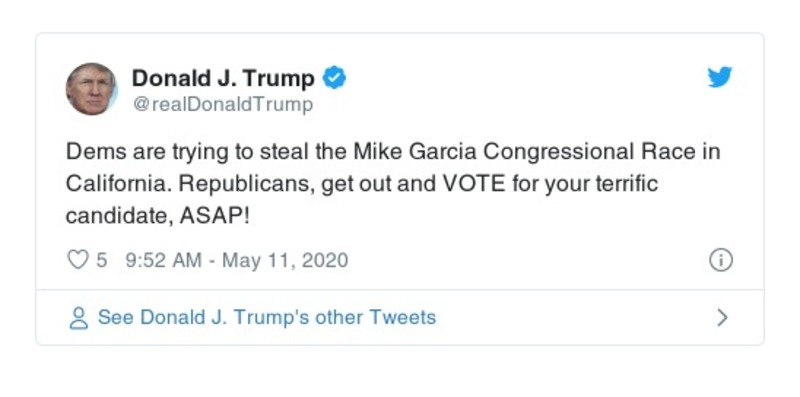 Donald J. Trump
@realDonaldTrump
Dems are trying to steal the Mike Garcia Congressional Race in
California. Republicans, get out and VOTE for your terrific
candidate, ASAP!
5 9:52 AM - May 11, 2020
See Donald J. Trump's other Tweets